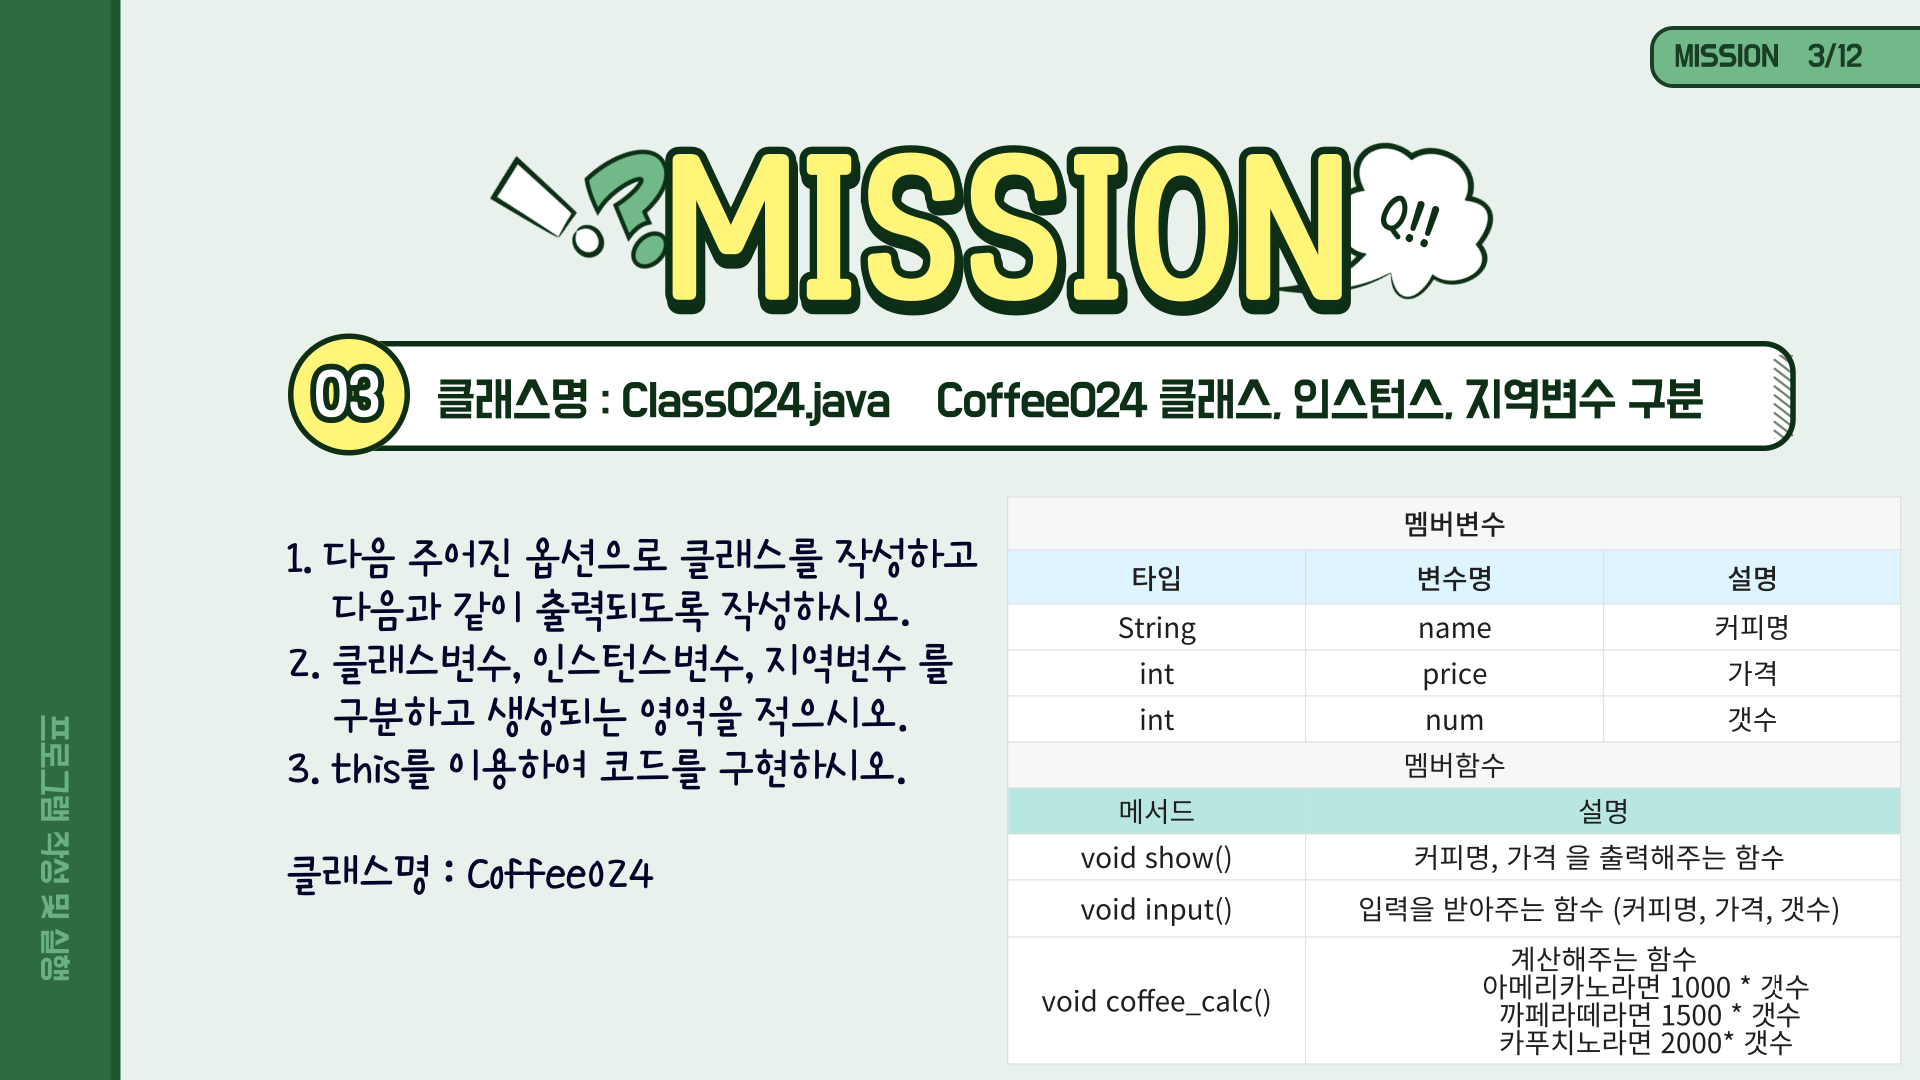 MISSION 3/12
MISSION
Q!!
03
클래스명 : Class024.java Coffee024 클래스, 인스턴스, 지역변수 구분
1. 다음 주어진 옵션으로 클래스를 작성하고
다음과 같이 출력되도록 작성하시오.
2. 클래스변수, 인스턴스변수, 지역변수 를
구분하고 생성되는 영역을 적으시오.
3. this를 이용하여 코드를 구현하시오.
클래스명 : Coffee024
멤버변수
타입 변수명 설명
String name 커피명
int price 가격
int num 갯수
멤버함수
메서드 설명
void show() 커피명, 가격 을 출력해주는 함수
void input() 입력을 받아주는 함수 (커피명, 가격, 갯수)
void coffee_calc() 계산해주는 함수
아메리카노라면 1000 * 갯수
까페라떼라면 1500 * 갯수
카푸치노라면 2000* 갯수
프로그램 작성 및 실행